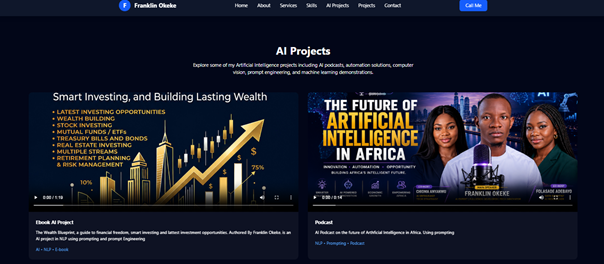 F Franklin Okeke
Home About Services Skills AI Projects Projects Contact
Call Me
AI Projects
Explore some of my Artificial Intelligence projects including AI podcasts, automation solutions, computer
vision, prompt engineering, and machine learning demonstrations.
Smart Investing, and Building Lasting Wealth
• LATEST INVESTING OPPORTUNITIES
• WEALTH BUILDING
• STOCK INVESTING
• MUTUAL FUNDS / ETFs
• TREASURY BILLS AND BONDS
• REAL ESTATE INVESTING
• MULTIPLE STREAMS
• RETIREMENT PLANNING
& RISK MANAGEMENT
10%
$
$
75%
0:00 / 1:18
Ebook AI Project
The Wealth Blueprint, a guide to financial freedom, smart investing and latest investment opportunities. Authored By Franklin Okeke. is an
AI project in NLP using prompting and prompt Engineering
AI • NLP • E-book
AI
THE FUTURE OF
ARTIFICIAL
INTELLIGENCE
IN AFRICA
INNOVATION • AUTOMATION • OPPORTUNITY
BUILDING AFRICA'S INTELLIGENT FUTURE.
FRANKLIN OKEKE
0:00 / 0:14
Podcast
AI Podcast on the future of Aritificial Intelligence in Africa. Using prompting
NLP • Prompting • Podcast